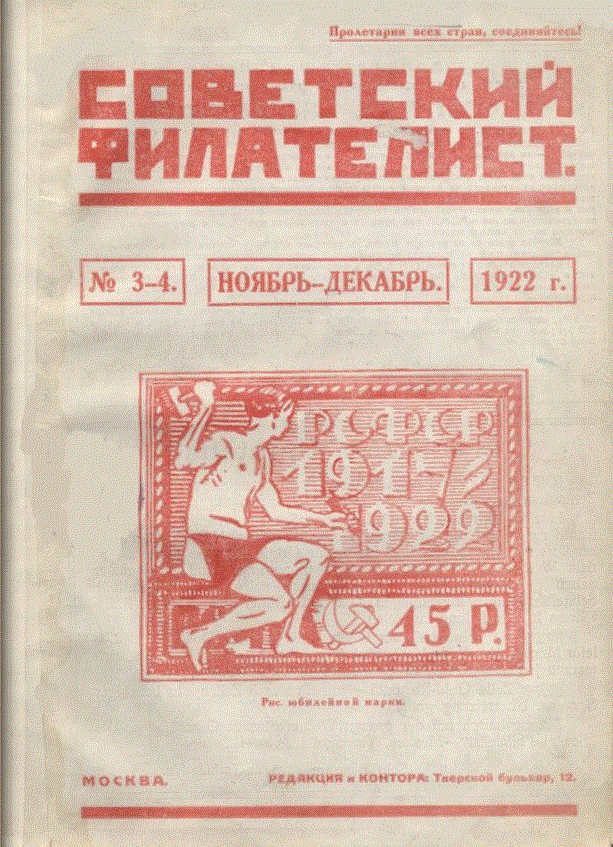 Пролетарии всех стран, соединяйтесь!
СОВЕТСКИЙ
ФИЛАТЕЛИСТ.
№ 3-4.
НОЯБРЬ-ДЕКАБРЬ.
1922 г.
РСФСР
1917
1922
45 Р.
Рис. юбилейной марки.
МОСКВА.
РЕДАКЦИЯ и КОНТОРА: Тверской бульвар, 12.